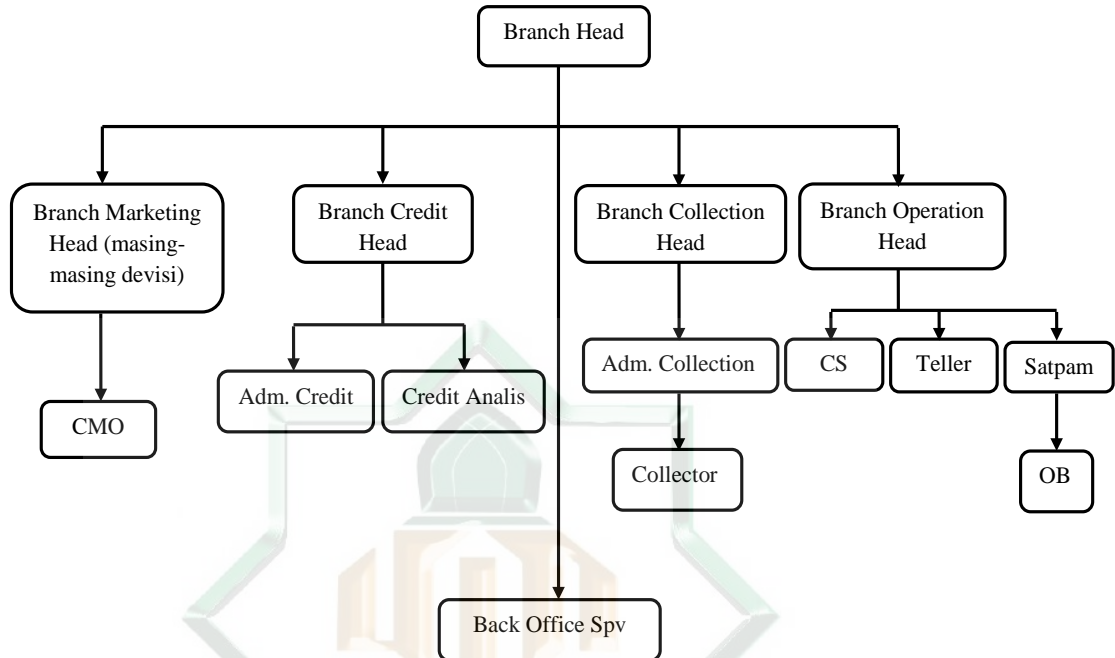 Branch Head
Branch Marketing
Head (masing-
masing devisi)
Branch Credit
Head
Branch Collection
Head
Branch Operation
Head
Adm. Credit
Credit Analis
Adm. Collection
CS
Teller
Satpam
CMO
Collector
OB
Back Office Spv